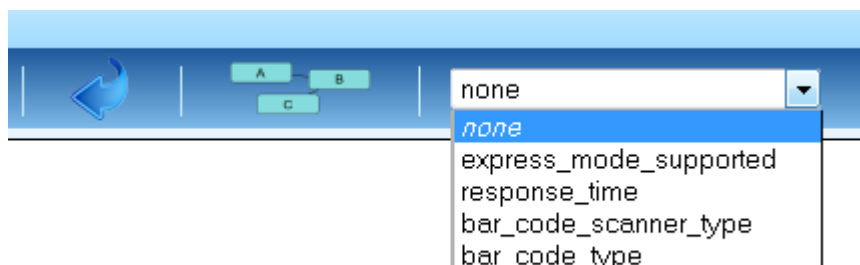 A
B
C
none
none
express_mode_supported
response_time
bar_code_scanner_type
bar_code_type